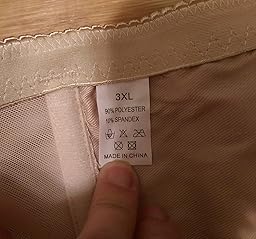 3XL
90% POLYESTER
10% SPANDEX
MADE IN CHINA